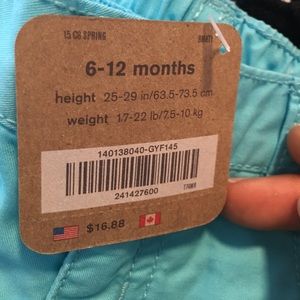 15 CG SPRING
6-12 months
height 25-29 in/63.5-73.5 cm
weight 17-22 lb/7.5-10 kg
140138040-GYF145
241427600
$16.88